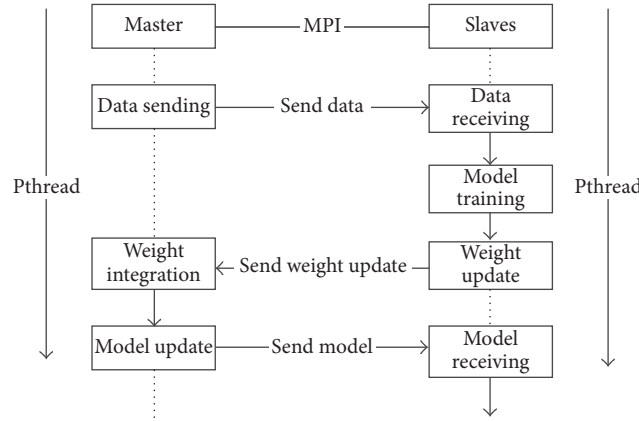 Master
MPI
Slaves
Data sending
Send data
Data
receiving
Pthread
Model
training
Pthread
Weight
integration
Send weight update
Weight
update
Model update
Send model
Model
receiving